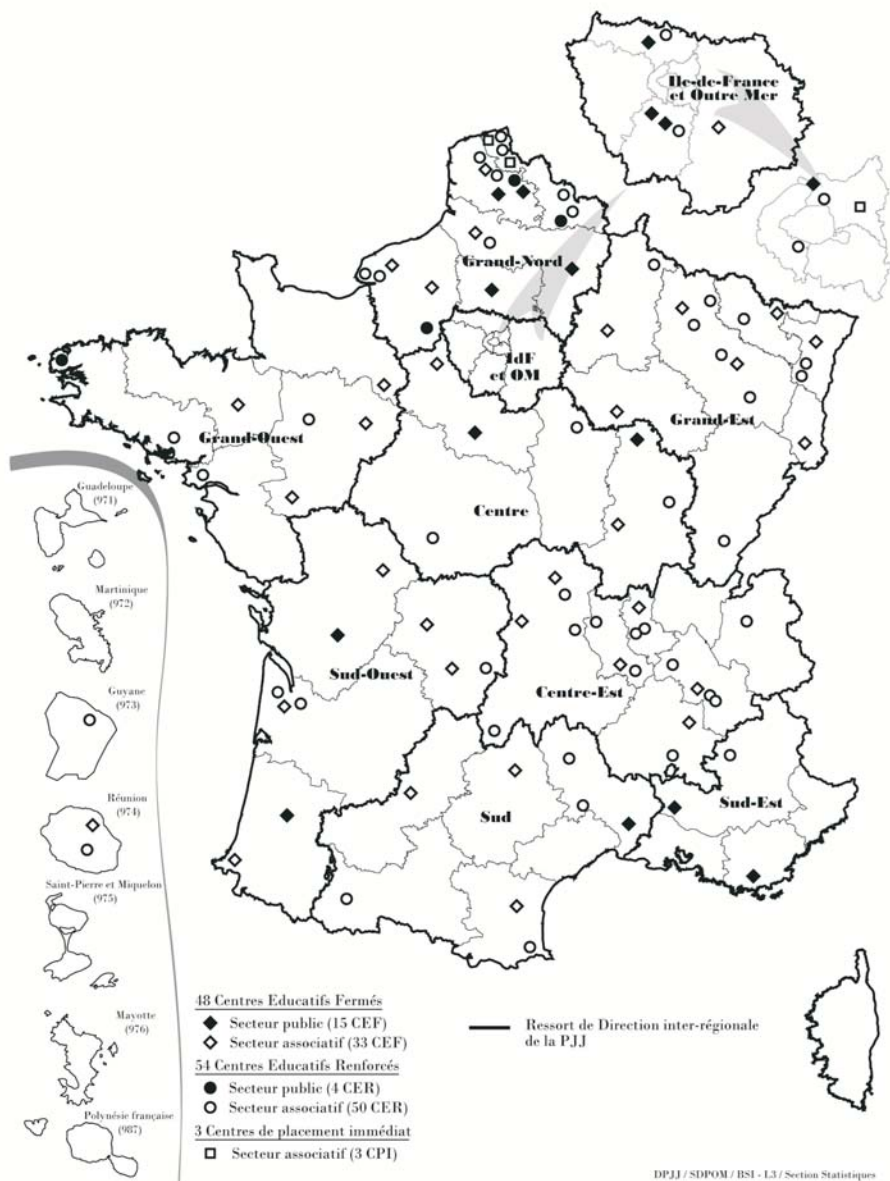 Ile-de-France
et Outre Mer
Grand-Nord
IdF
et OM
Grand-Est
Grand-Ouest
Centre
Sud-Ouest
Centre-Est
Sud
Sud-Est
Guadeloupe
(971)
Martinique
(972)
Guyane
(973)
Réunion
(974)
Saint-Pierre et Miquelon
(975)
Mayotte
(976)
Polynésie française
(987)
48 Centres Educatifs Fermés
Secteur public (15 CEF)
Secteur associatif (33 CEF)
54 Centres Educatifs Renforcés
Secteur public (4 CER)
Secteur associatif (50 CER)
3 Centres de placement immédiat
Secteur associatif (3 CPI)
Ressort de Direction inter-régionale
de la PJJ
DPJJ / SDPOM / BSI - L3 / Section Statistiques